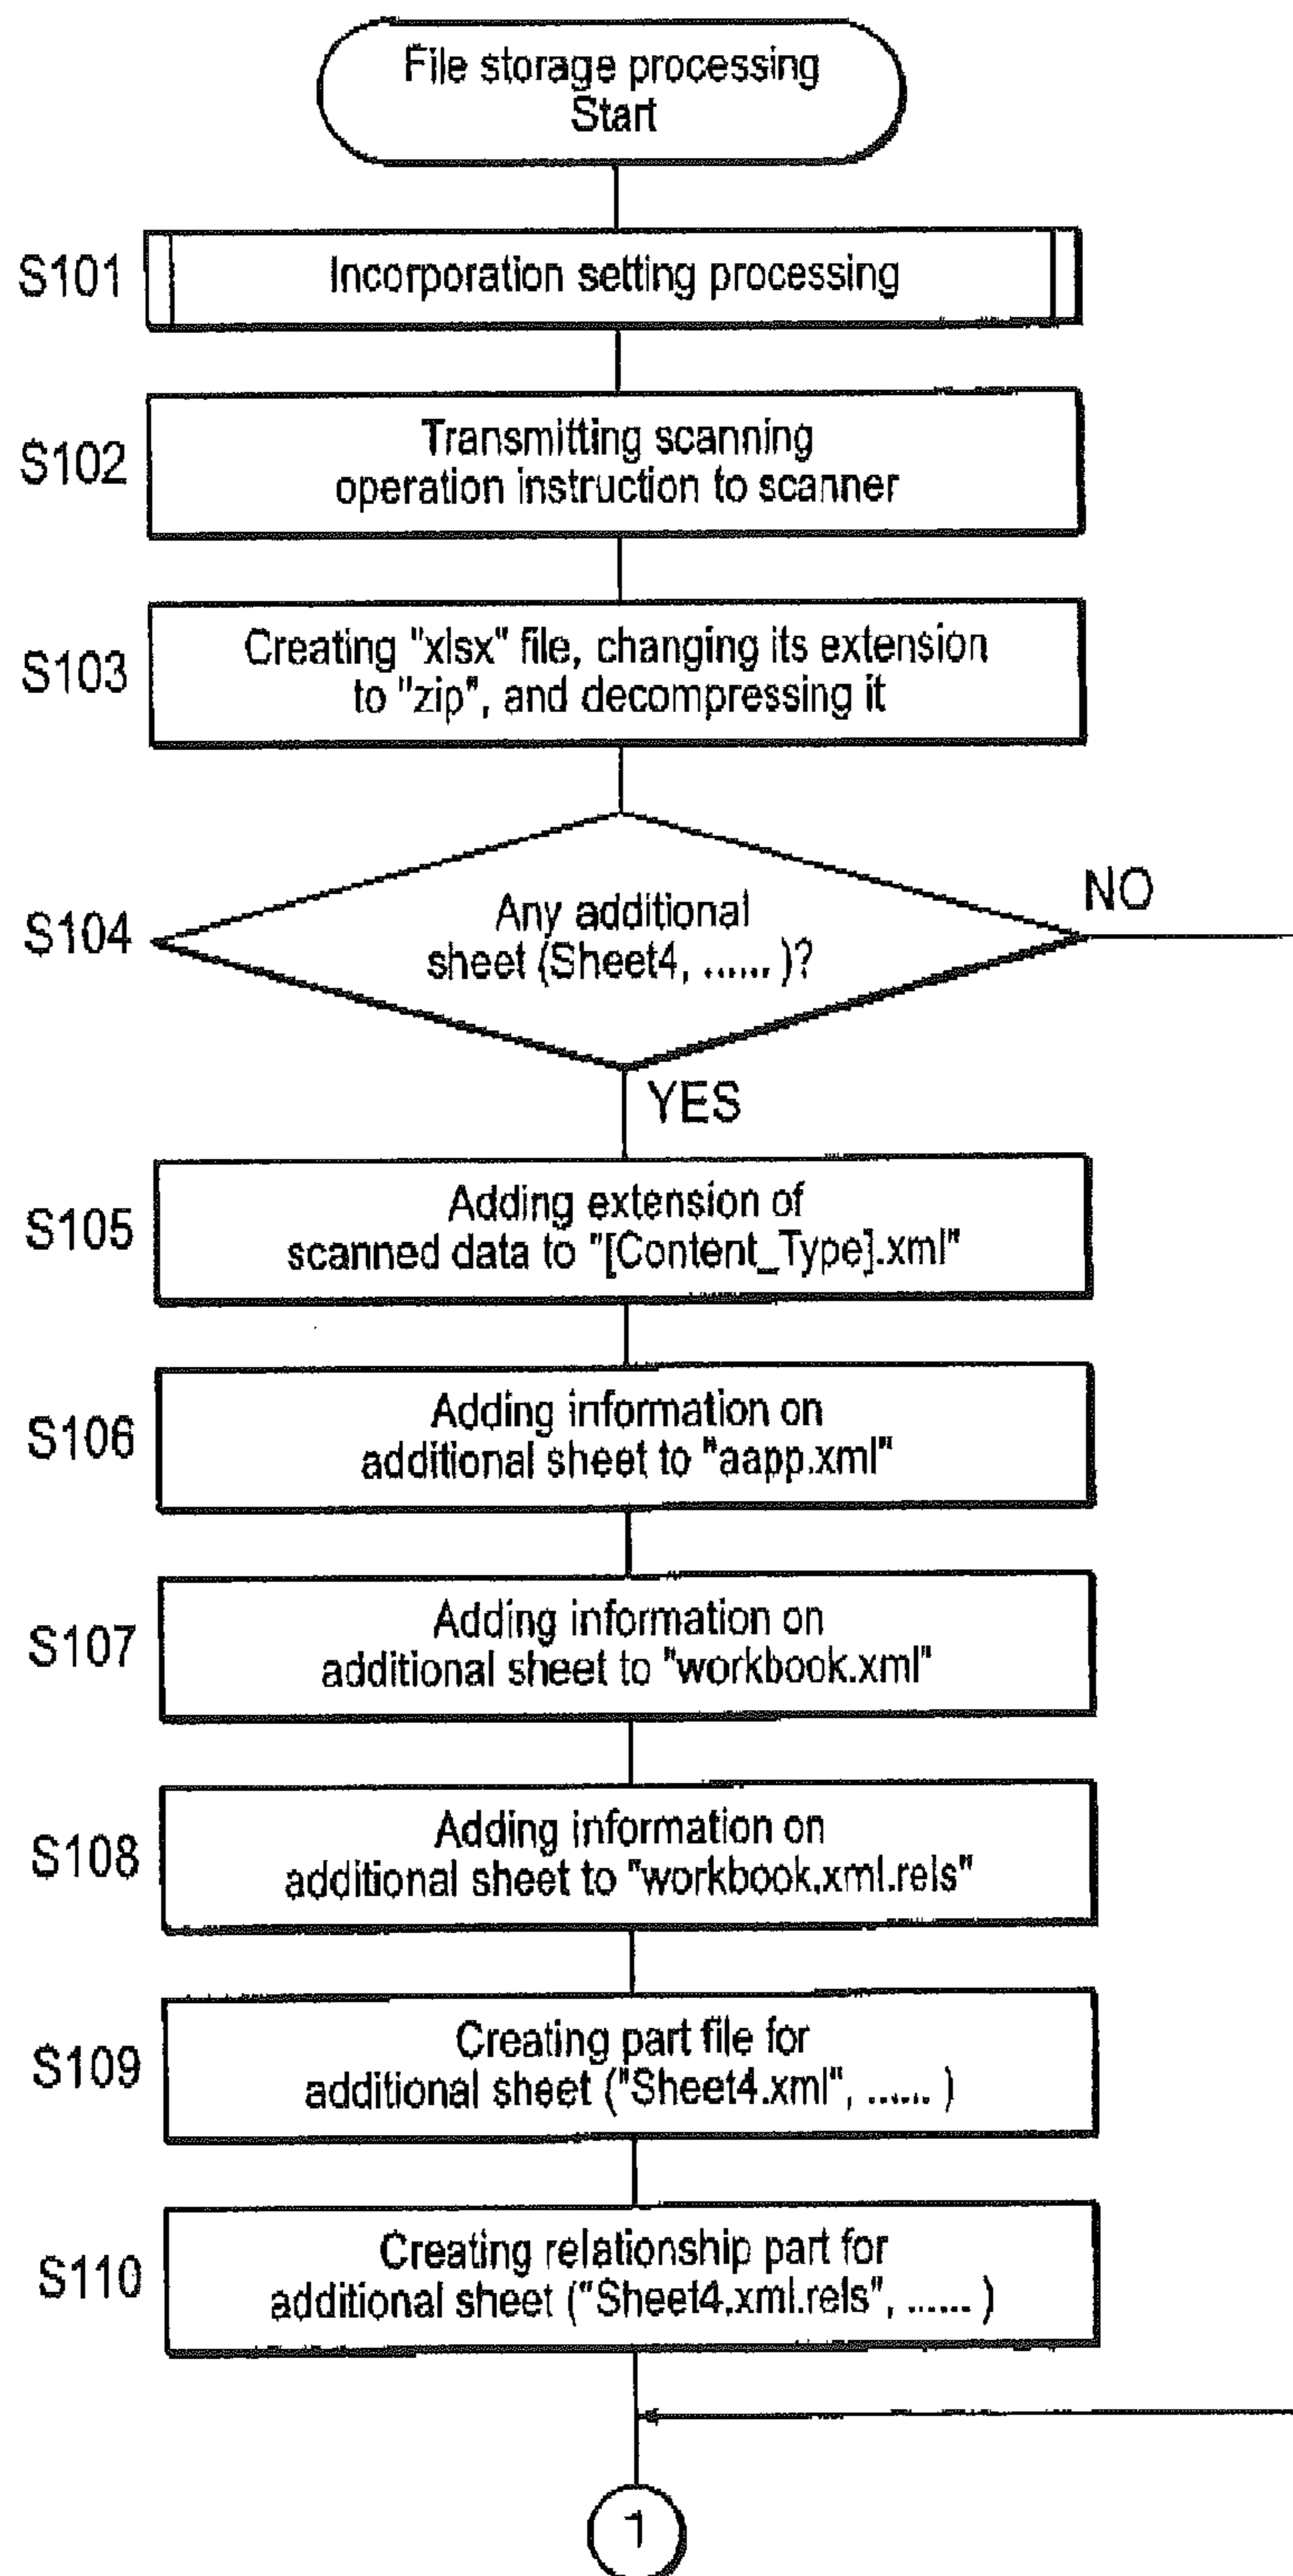 File storage processing
Start
S101
Incorporation setting processing
S102
Transmitting scanning
operation instruction to scanner
S103
Creating "xlsx" file, changing its extension
to "zip", and decompressing it
S104
Any additional
sheet (Sheet4, ...... )?
NO
YES
S105
Adding extension of
scanned data to "[Content_Type].xml"
S106
Adding information on
additional sheet to "aapp.xml"
S107
Adding information on
additional sheet to "workbook.xml"
S108
Adding information on
additional sheet to "workbook.xml.rels"
S109
Creating part file for
additional sheet ("Sheet4.xml", ...... )
S110
Creating relationship part for
additional sheet ("Sheet4.xml.rels", ...... )
1